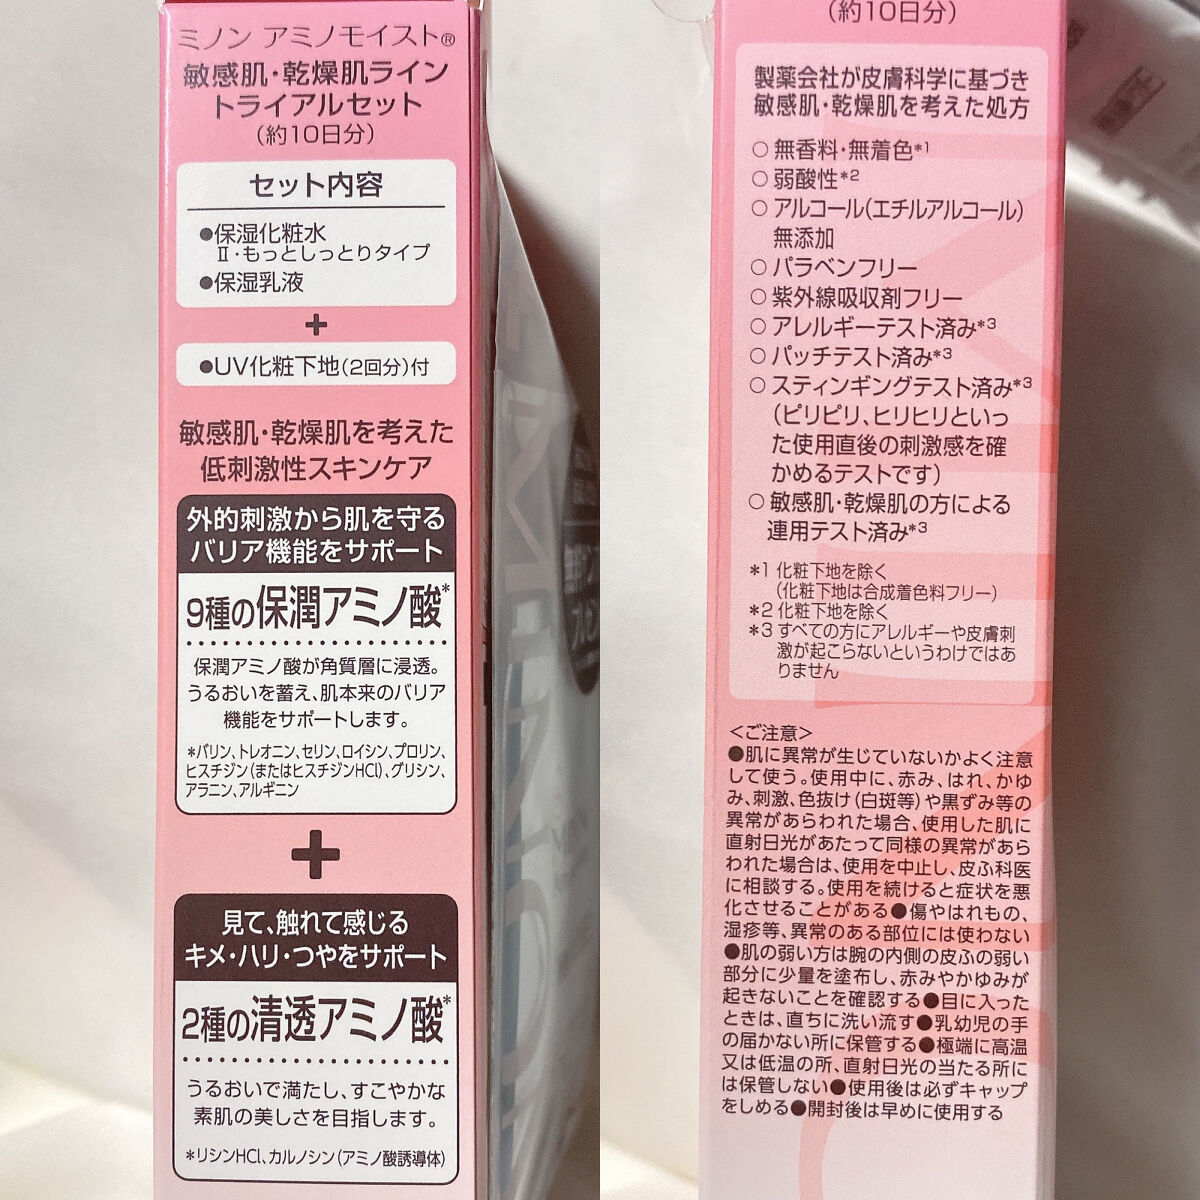 ミノン アミノモイスト®
敏感肌・乾燥肌ライン
トライアルセット
(約10日分)
セット内容
●保湿化粧水
Ⅱ・もっとしっとりタイプ
●保湿乳液
+
●UV化粧下地(2回分)付
敏感肌・乾燥肌を考えた
低刺激性スキンケア
外的刺激から肌を守る
バリア機能をサポート
9種の保潤アミノ酸*
保潤アミノ酸が角質層に浸透。
うるおいを蓄え、肌本来のバリア
機能をサポートします。
*バリン、トレオニン、セリン、ロイシン、プロリン、
ヒスチジン(またはヒスチジンHCl)、グリシン、
アラニン、アルギニン
+
見て、触れて感じる
キメ・ハリ・つやをサポート
2種の清透アミノ酸*
うるおいで満たし、すこやかな
素肌の美しさを目指します。
*リシンHCl、カルノシン(アミノ酸誘導体)
(約10日分)
製薬会社が皮膚科学に基づき
敏感肌・乾燥肌を考えた処方
○ 無香料・無着色*1
○ 弱酸性*2
○ アルコール(エチルアルコール)
無添加
○ パラベンフリー
○ 紫外線吸収剤フリー
○ アレルギーテスト済み*3
○ パッチテスト済み*3
○ スティンギングテスト済み*3
(ピリピリ、ヒリヒリといっ
た使用直後の刺激感を確
かめるテストです)
○ 敏感肌・乾燥肌の方による
連用テスト済み*3
*1 化粧下地を除く
(化粧下地は合成着色料フリー)
*2 化粧下地を除く
*3 すべての方にアレルギーや皮膚刺
激が起こらないというわけではあ
りません
<ご注意>
●肌に異常が生じていないかよく注意
して使う。使用中に、赤み、はれ、かゆ
み、刺激、色抜け(白斑等)や黒ずみ等の
異常があらわれた場合、使用した肌に
直射日光があたって同様の異常があら
われた場合は、使用を中止し、皮ふ科医
に相談する。使用を続けると症状を悪
化させることがある●傷やはれもの、
湿疹等、異常のある部位には使わない
●肌の弱い方は腕の内側の皮ふの弱い
部分に少量を塗布し、赤みやかゆみが
起きないことを確認する●目に入った
ときは、直ちに洗い流す●乳幼児の手
の届かない所に保管する●極端に高温
又は低温の所、直射日光の当たる所に
は保管しない●使用後は必ずキャップ
をしめる●開封後は早めに使用する